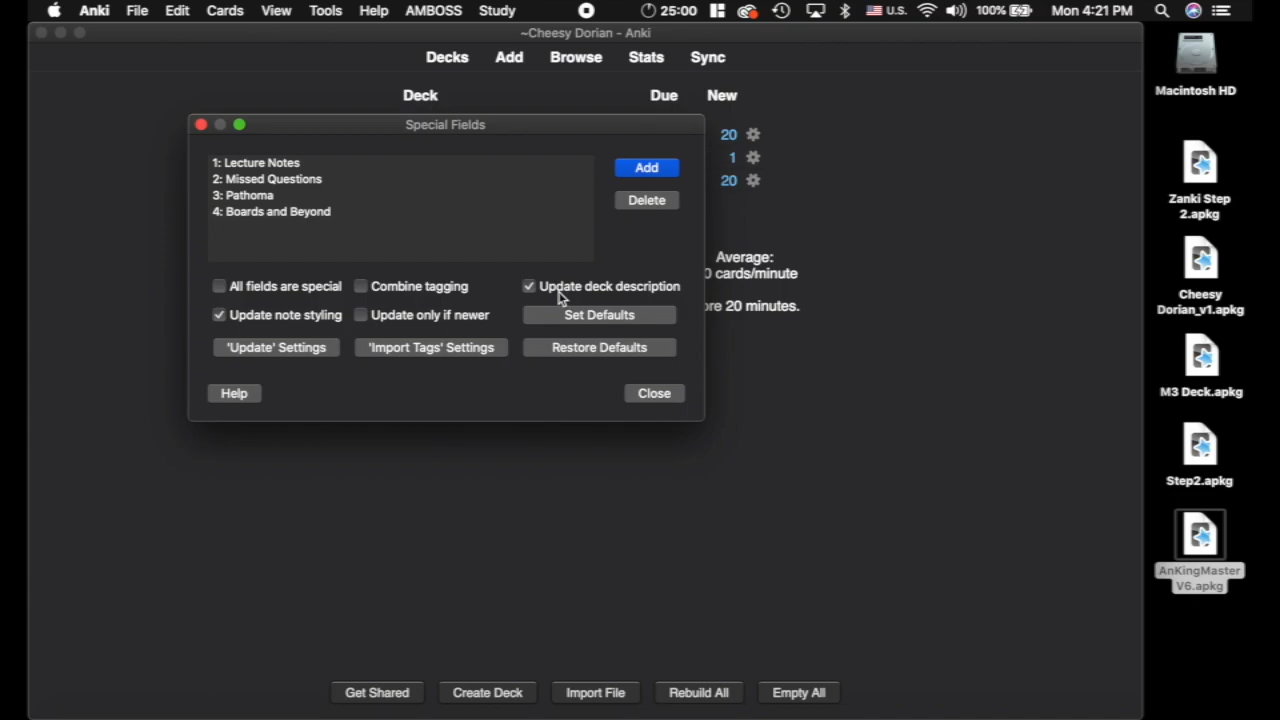 Anki File Edit Cards View Tools Help AMBOSS Study 25:00 U.S. 100% Mon 4:21 PM
~Cheesy Dorian - Anki
Decks Add Browse Stats Sync
Deck Due New
Special Fields
1: Lecture Notes
2: Missed Questions
3: Pathoma
4: Boards and Beyond
Add
Delete
20
1
20
Average:
0 cards/minute
ore 20 minutes.
All fields are special Combine tagging Update deck description
Update note styling Update only if newer Set Defaults
'Update' Settings 'Import Tags' Settings Restore Defaults
Help Close
Get Shared Create Deck Import File Rebuild All Empty All
Macintosh HD
Zanki Step
2.apkg
Cheesy
Dorian_v1.apkg
M3 Deck.apkg
Step2.apkg
AnKingMaster
V6.apkg